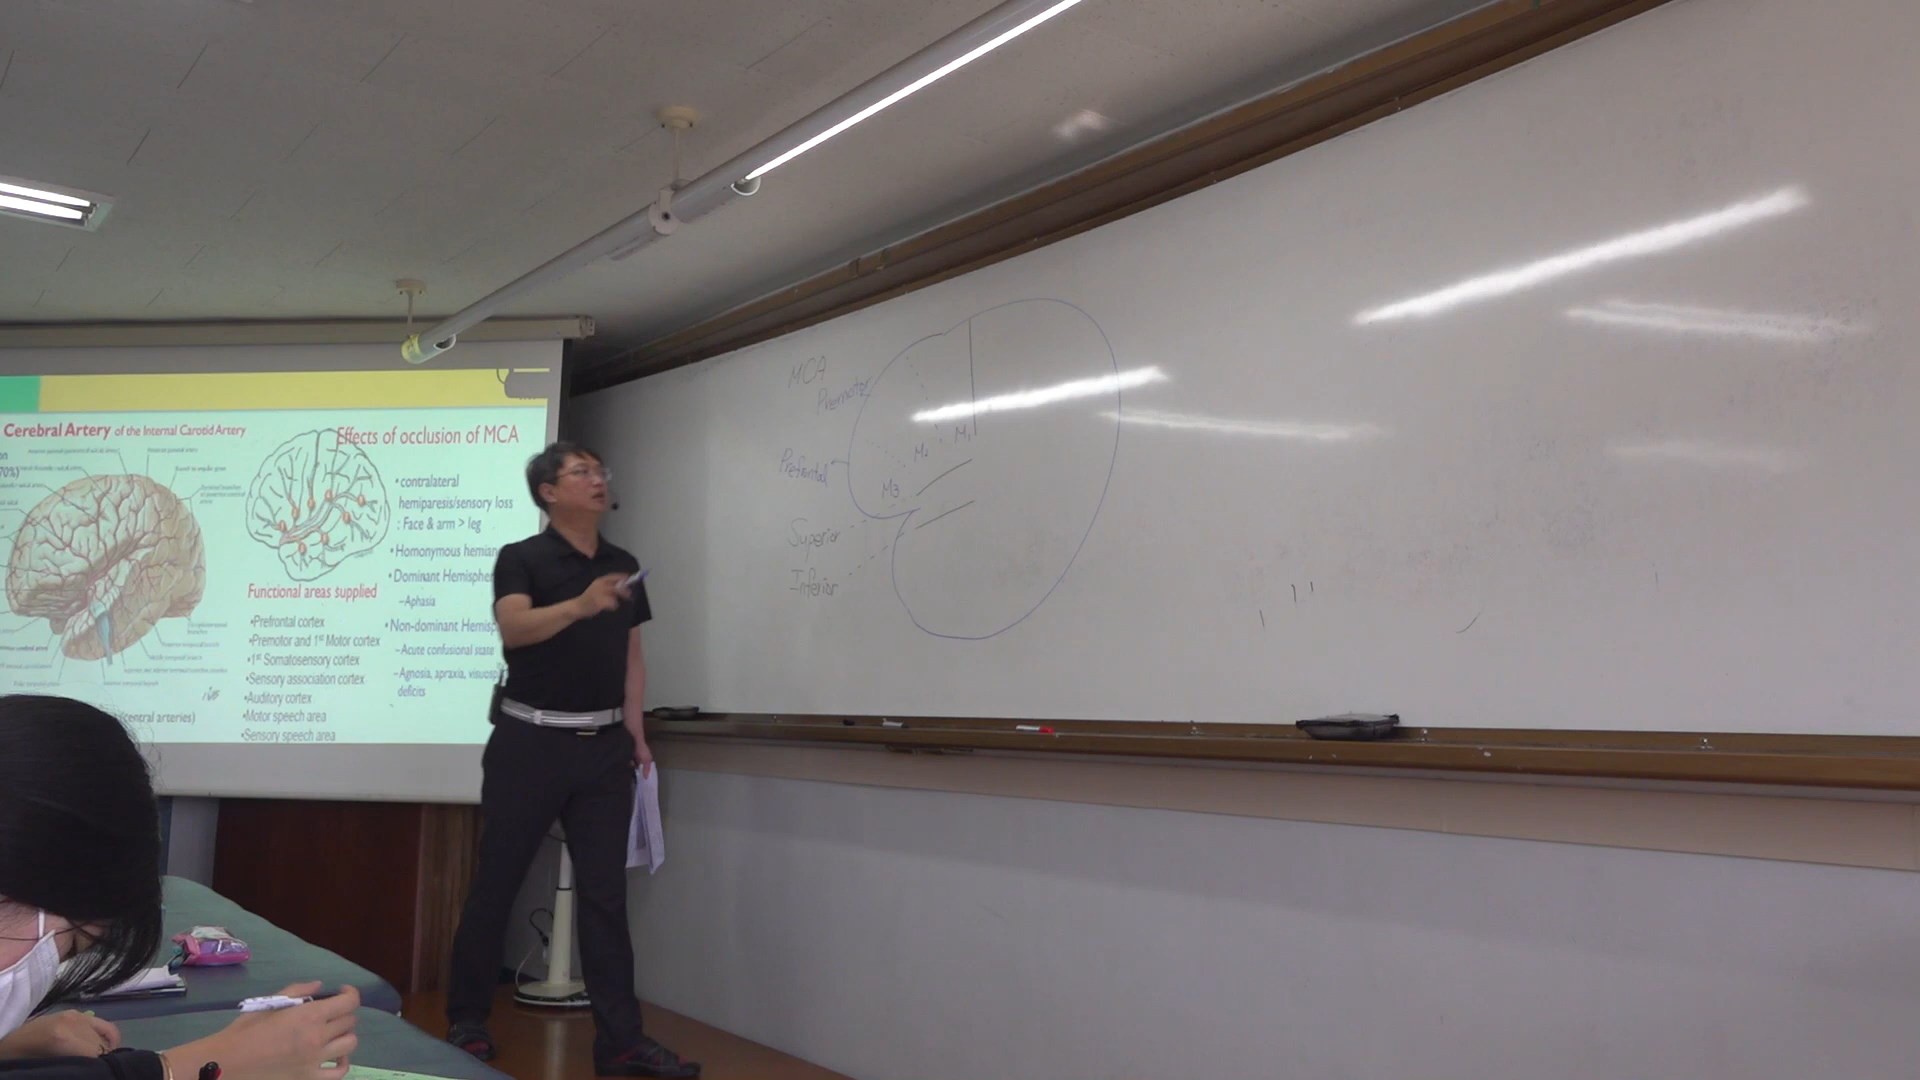 Cerebral Artery of the Internal Carotid Artery
70%)
(central arteries)
Functional areas supplied
•Prefrontal cortex
•Premotor and 1st Motor cortex
•1st Somatosensory cortex
•Sensory association cortex
•Auditory cortex
•Motor speech area
•Sensory speech area
Effects of occlusion of MCA
•contralateral
hemiparesis/sensory loss
: Face & arm > leg
•Homonymous hemian
•Dominant Hemispher
–Aphasia
•Non-dominant Hemisp
–Acute confusional state
–Agnosia, apraxia, visuosp
deficits
MCA
Premotor
Prefrontal
M1
M2
M3
Superior
Inferior